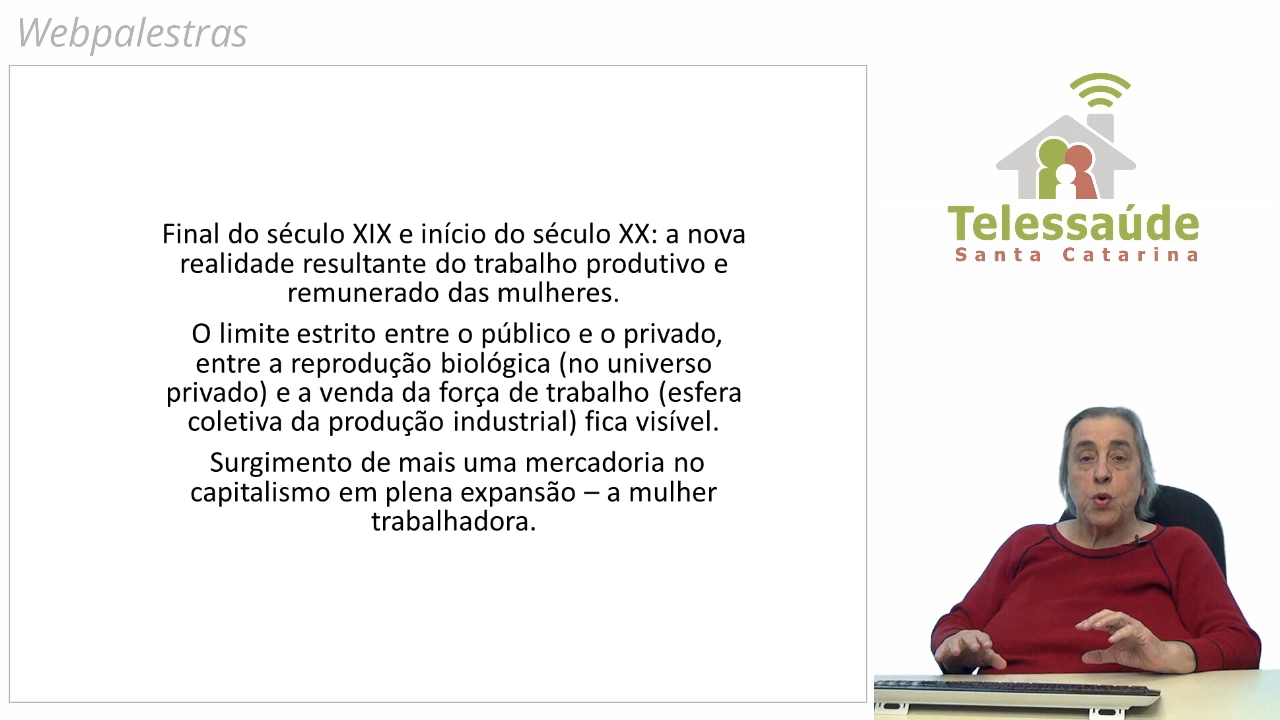 Webpalestras
Final do século XIX e início do século XX: a nova
realidade resultante do trabalho produtivo e
remunerado das mulheres.
O limite estrito entre o público e o privado,
entre a reprodução biológica (no universo
privado) e a venda da força de trabalho (esfera
coletiva da produção industrial) fica visível.
Surgimento de mais uma mercadoria no
capitalismo em plena expansão – a mulher
trabalhadora.
Telessaúde
Santa Catarina